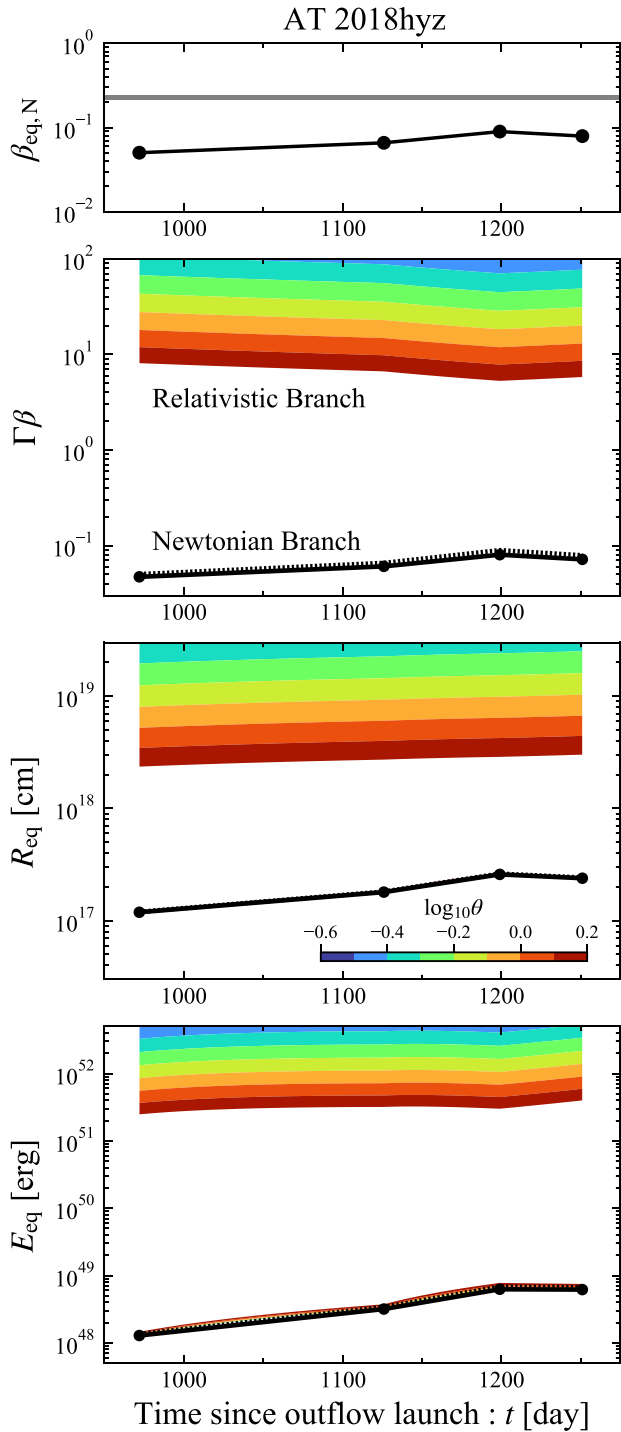 AT 2018hyz
β_eq,N
10^0
10^-1
10^-2
1000 1100 1200
Γβ
10^2
10^1
10^0
10^-1
Relativistic Branch
Newtonian Branch
1000 1100 1200
R_eq [cm]
10^19
10^18
10^17
log_10 θ
−0.6 −0.4 −0.2 0.0 0.2
1000 1100 1200
E_eq [erg]
10^52
10^51
10^50
10^49
10^48
1000 1100 1200
Time since outflow launch : t [day]